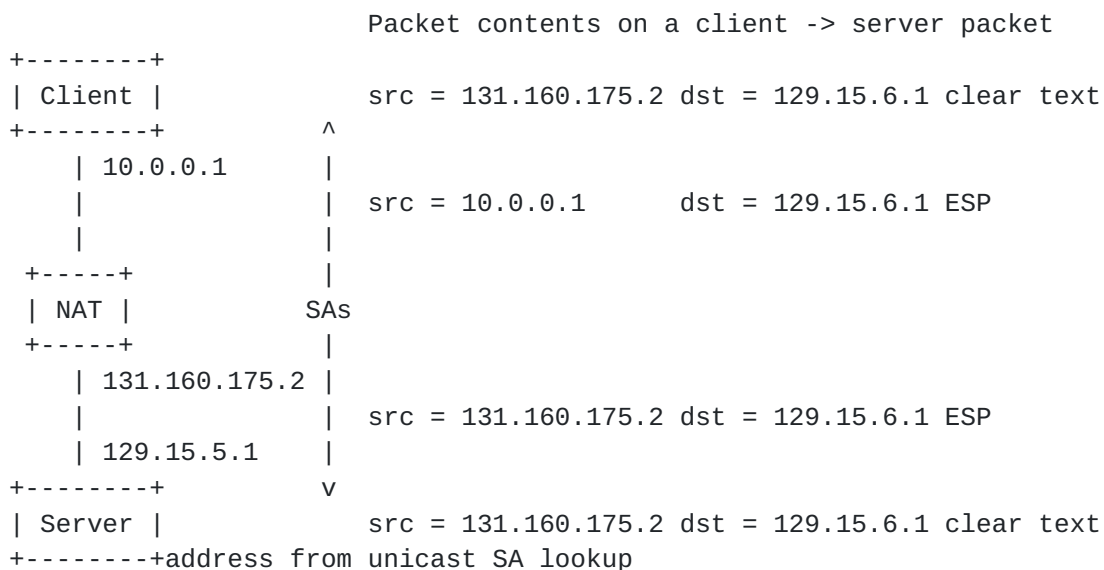 Packet contents on a client -> server packet
+--------+
| Client |               src = 131.160.175.2 dst = 129.15.6.1 clear text
+--------+          ^
    | 10.0.0.1      |
    |               |  src = 10.0.0.1      dst = 129.15.6.1 ESP
    |               |
 +-----+            |
 | NAT |           SAs
 +-----+            |
    | 131.160.175.2 |
    |               |  src = 131.160.175.2 dst = 129.15.6.1 ESP
    | 129.15.5.1    |
+--------+          v
| Server |               src = 131.160.175.2 dst = 129.15.6.1 clear text
+--------+address from unicast SA lookup